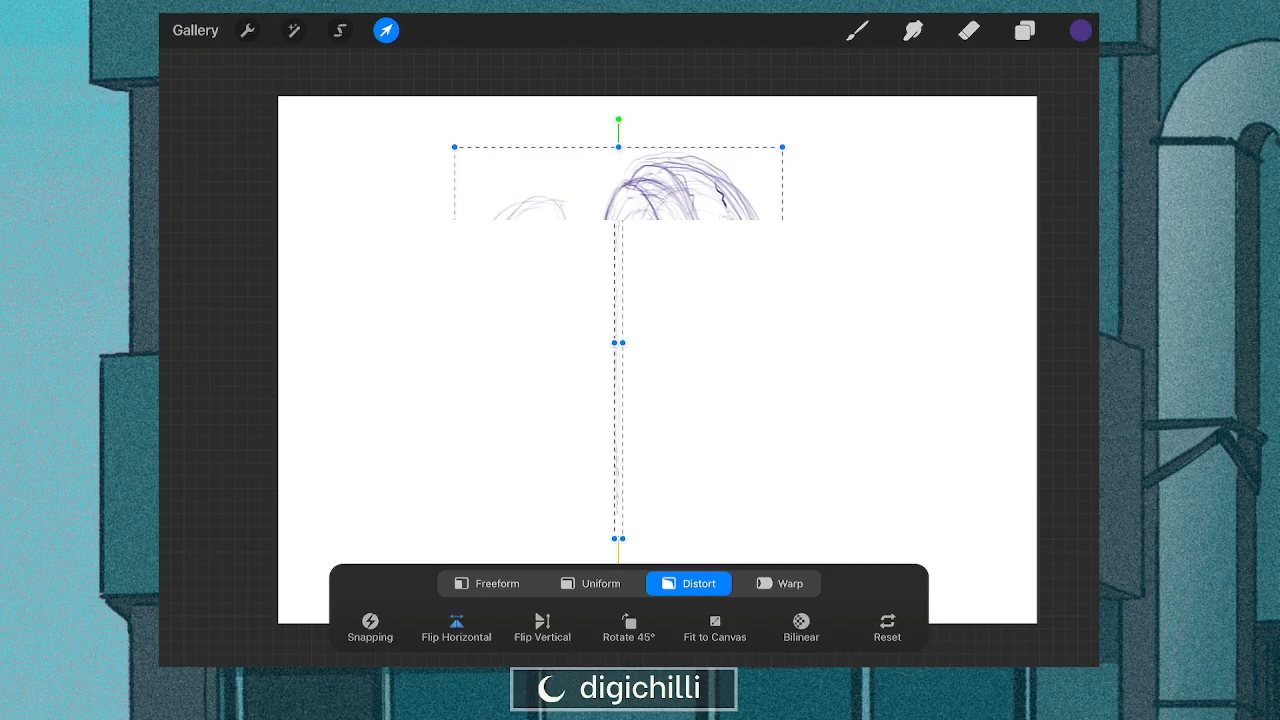 Gallery
Freeform Uniform Distort Warp
Snapping Flip Horizontal Flip Vertical Rotate 45° Fit to Canvas Bilinear Reset
digichilli